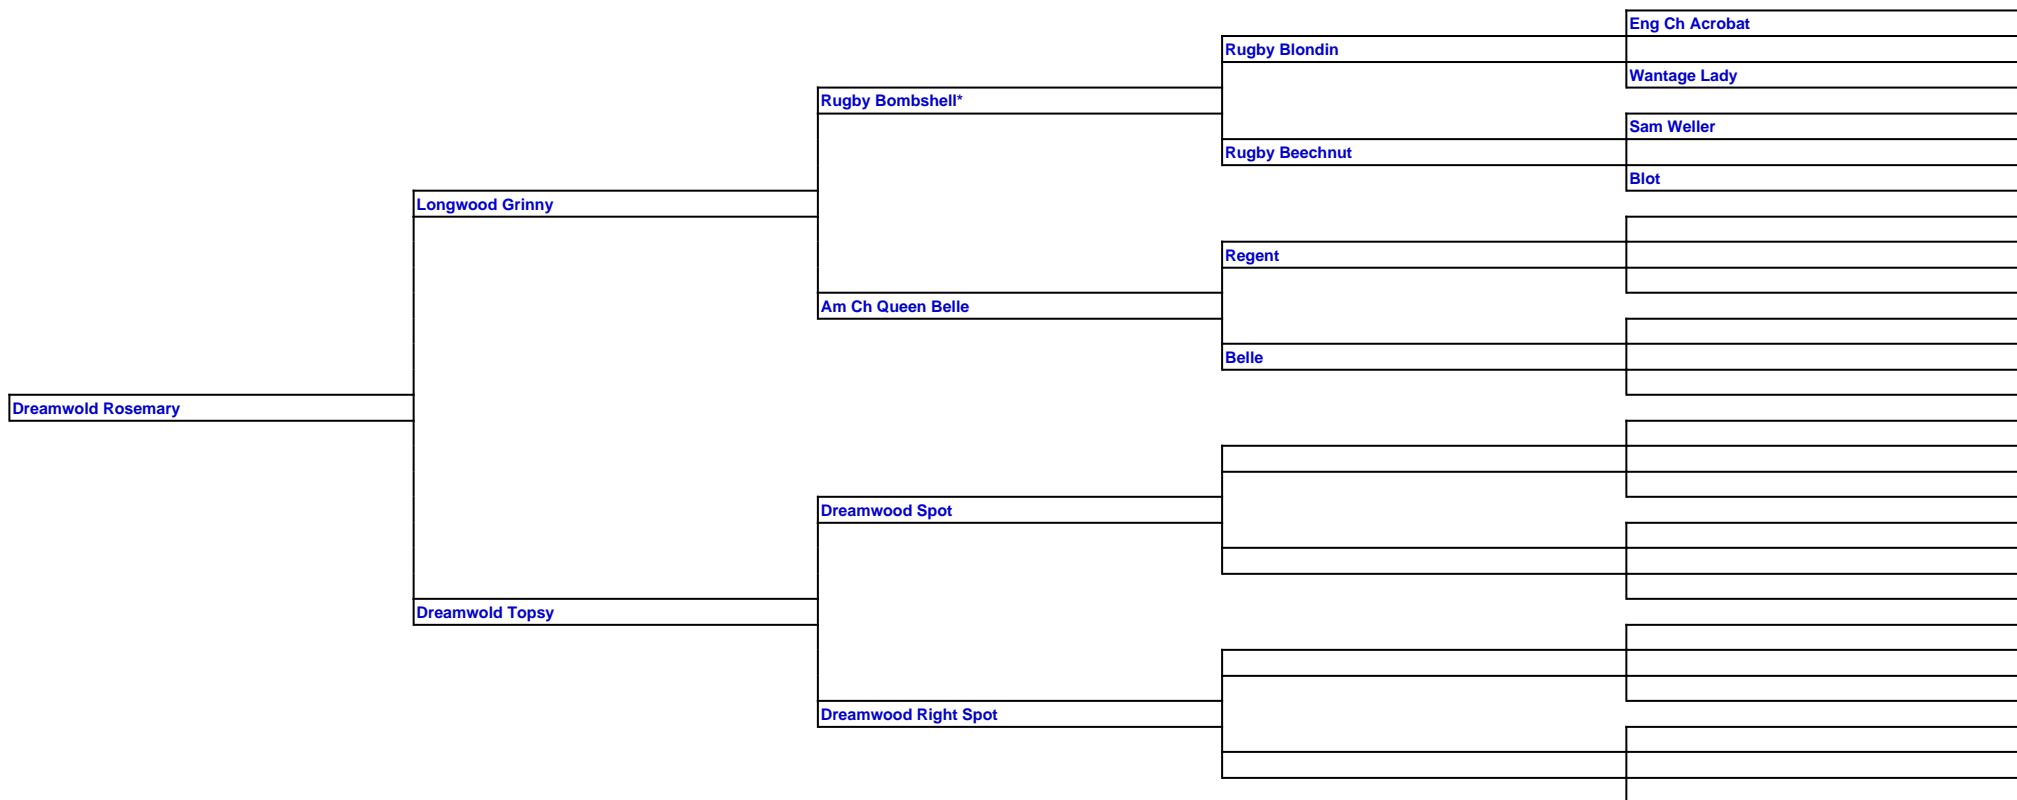 Eng Ch Acrobat
Rugby Blondin
Wantage Lady
Rugby Bombshell*
Sam Weller
Rugby Beechnut
Blot
Longwood Grinny
Regent
Am Ch Queen Belle
Belle
Dreamwold Rosemary
Dreamwood Spot
Dreamwold Topsy
Dreamwood Right Spot